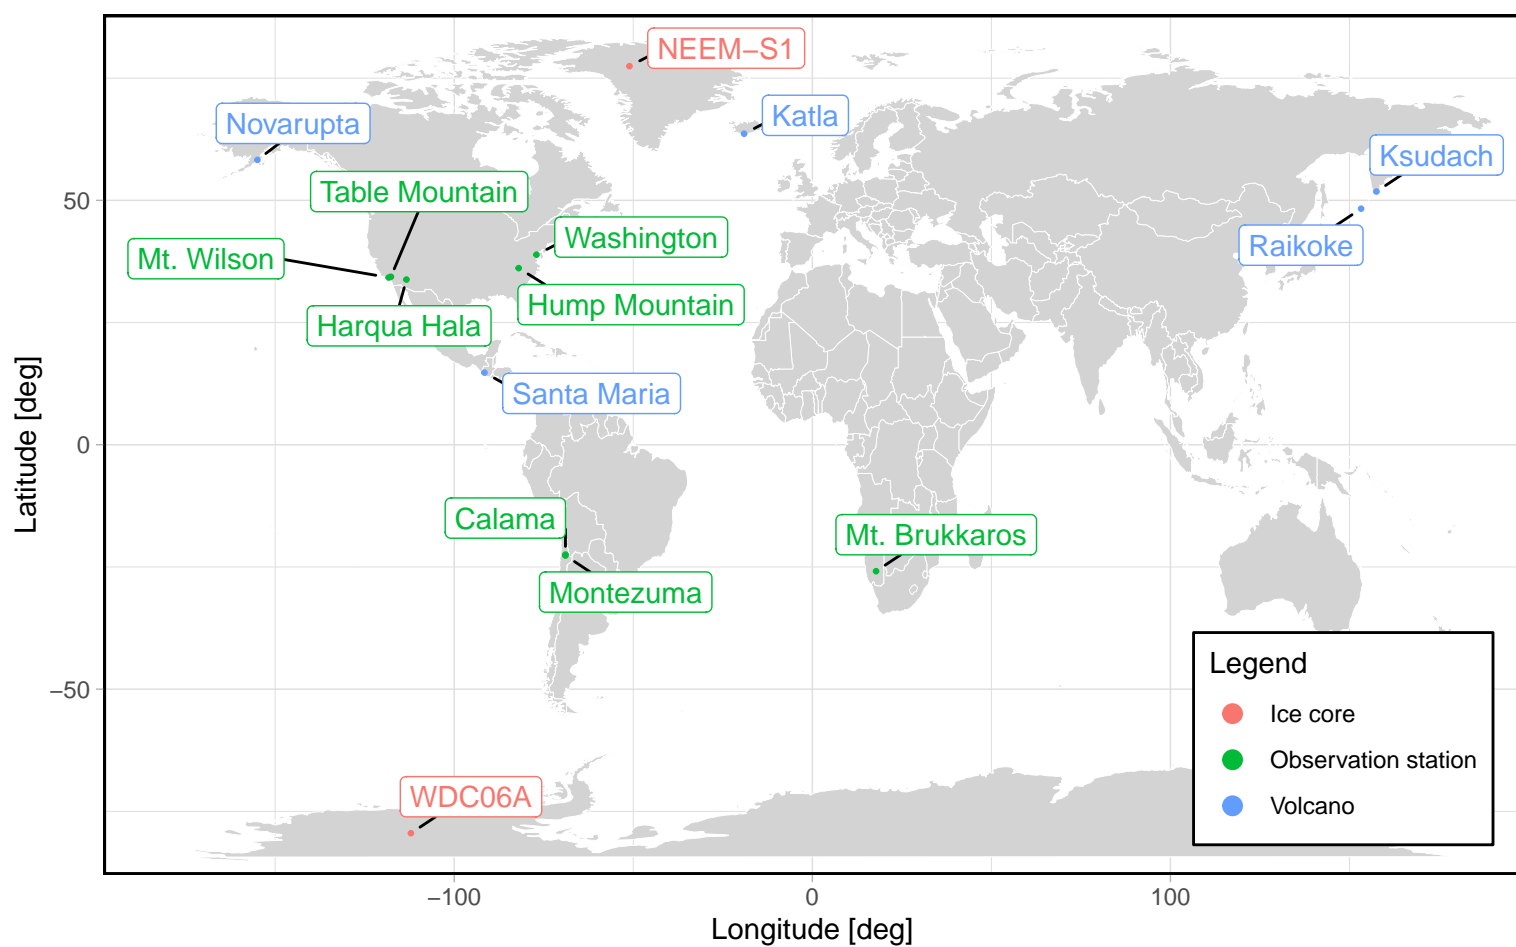 NEEM−S1
Katla
Novarupta
Ksudach
Table Mountain
50
Washington
Raikoke
Mt. Wilson
Hump Mountain
Harqua Hala
Santa Maria
0
Latitude [deg]
Calama
Mt. Brukkaros
Montezuma
−50
Legend
Ice core
Observation station
Volcano
WDC06A
−100
0
100
Longitude [deg]